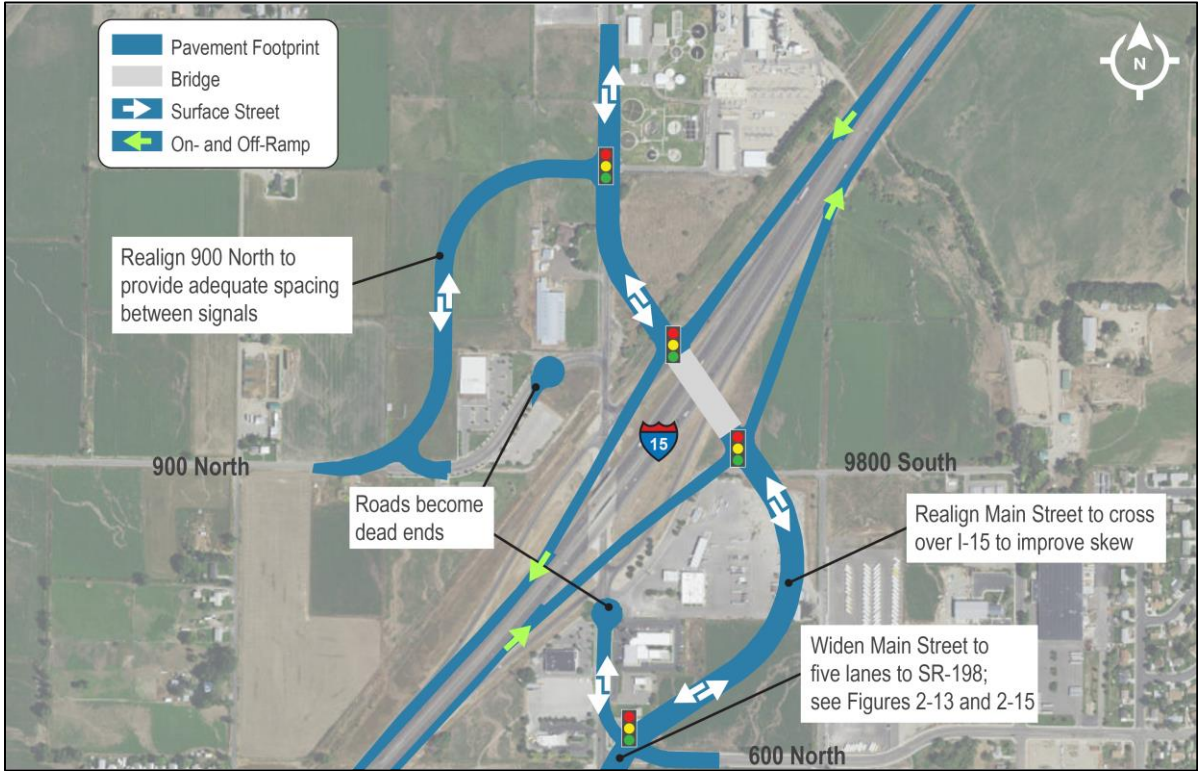 Pavement Footprint
Bridge
Surface Street
On- and Off-Ramp
N
Realign 900 North to
provide adequate spacing
between signals
15
900 North
9800 South
Roads become
dead ends
Realign Main Street to cross
over I-15 to improve skew
Widen Main Street to
five lanes to SR-198;
see Figures 2-13 and 2-15
600 North